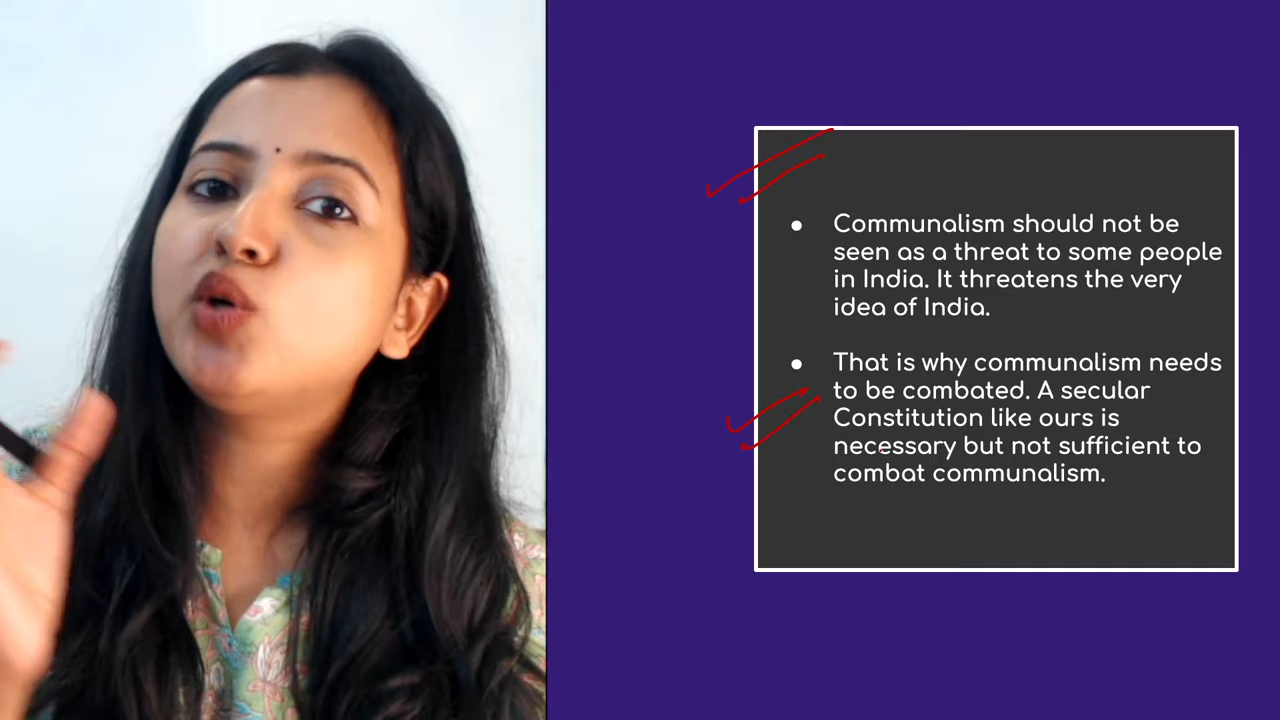 Communalism should not be
seen as a threat to some people
in India. It threatens the very
idea of India.
That is why communalism needs
to be combated. A secular
Constitution like ours is
necessary but not sufficient to
combat communalism.